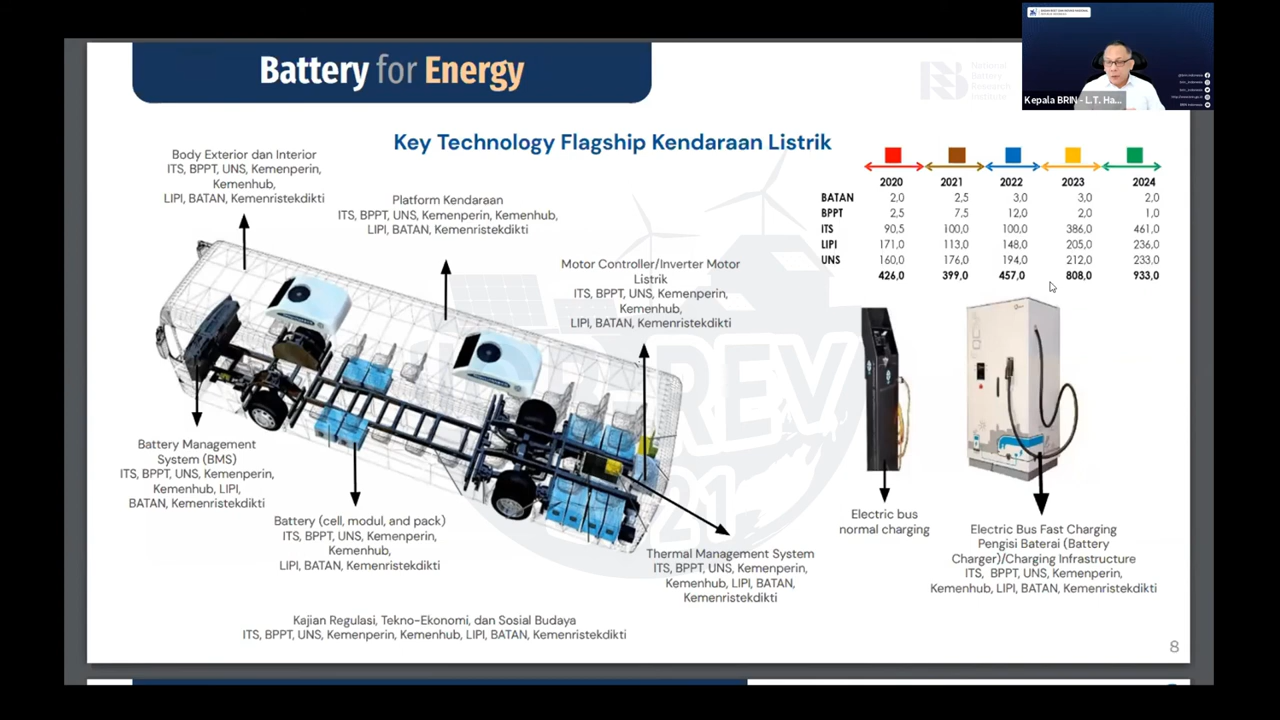 Battery for Energy
National
Battery
Research
Institute
Kepala BRIN - L.T. Ha...
Key Technology Flagship Kendaraan Listrik
Body Exterior dan Interior
ITS, BPPT, UNS, Kemenperin,
Kemenhub,
LIPI, BATAN, Kemenristekdikti
Platform Kendaraan
ITS, BPPT, UNS, Kemenperin, Kemenhub,
LIPI, BATAN, Kemenristekdikti
Motor Controller/Inverter Motor
Listrik
ITS, BPPT, UNS, Kemenperin,
Kemenhub,
LIPI, BATAN, Kemenristekdikti
2020 2021 2022 2023 2024
BATAN 2,0 2,5 3,0 3,0 2,0
BPPT 2,5 7,5 12,0 2,0 1,0
ITS 90,5 100,0 100,0 386,0 461,0
LIPI 171,0 113,0 148,0 205,0 236,0
UNS 160,0 176,0 194,0 212,0 233,0
426,0 399,0 457,0 808,0 933,0
Battery Management
System (BMS)
ITS, BPPT, UNS, Kemenperin,
Kemenhub, LIPI,
BATAN, Kemenristekdikti
Battery (cell, modul, and pack)
ITS, BPPT, UNS, Kemenperin,
Kemenhub,
LIPI, BATAN, Kemenristekdikti
Thermal Management System
ITS, BPPT, UNS, Kemenperin,
Kemenhub, LIPI, BATAN,
Kemenristekdikti
Electric bus
normal charging
Electric Bus Fast Charging
Pengisi Baterai (Battery
Charger)/Charging Infrastructure
ITS, BPPT, UNS, Kemenperin,
Kemenhub, LIPI, BATAN, Kemenristekdikti
Kajian Regulasi, Tekno-Ekonomi, dan Sosial Budaya
ITS, BPPT, UNS, Kemenperin, Kemenhub, LIPI, BATAN, Kemenristekdikti
8